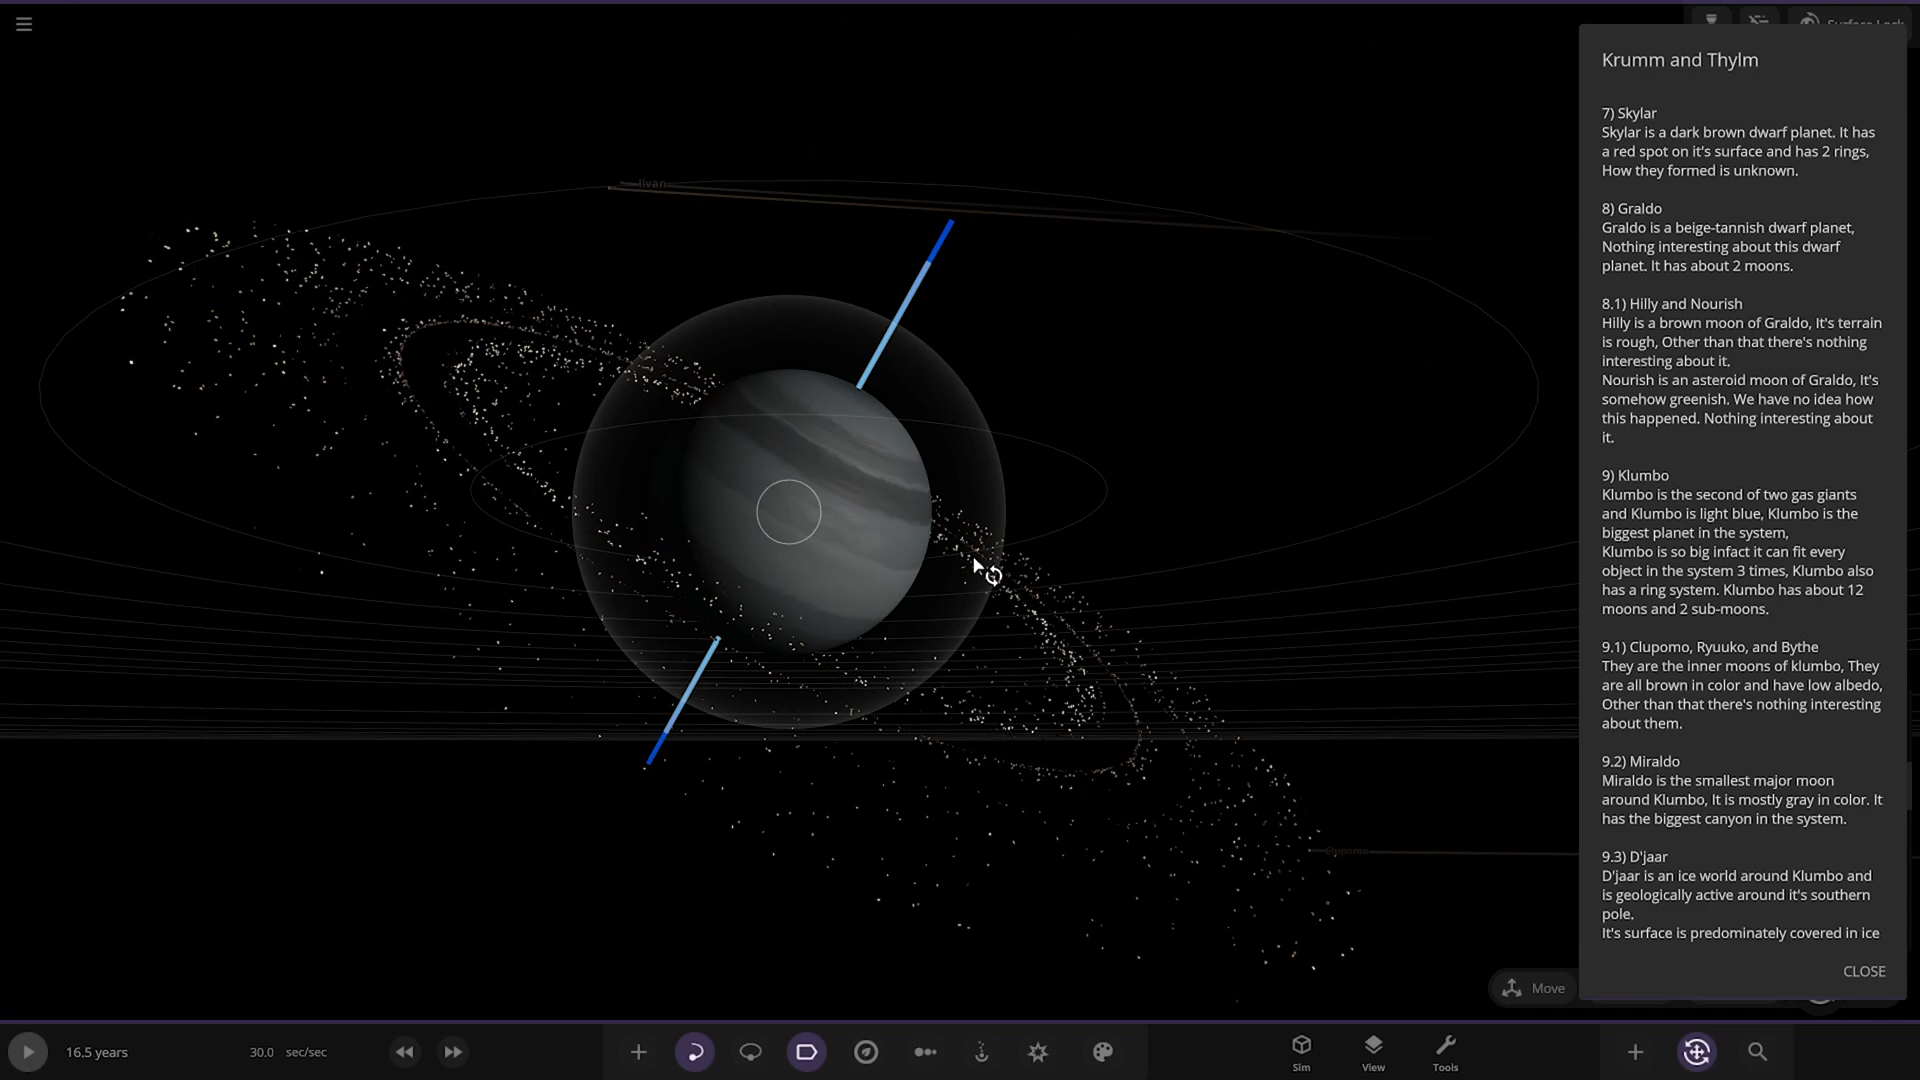 Surface Lock
Krumm and Thylm
7) Skylar
Skylar is a dark brown dwarf planet. It has
a red spot on it's surface and has 2 rings,
How they formed is unknown.
8) Graldo
Graldo is a beige-tannish dwarf planet,
Nothing interesting about this dwarf
planet. It has about 2 moons.
8.1) Hilly and Nourish
Hilly is a brown moon of Graldo, It's terrain
is rough, Other than that there's nothing
interesting about it.
Nourish is an asteroid moon of Graldo, It's
somehow greenish. We have no idea how
this happened. Nothing interesting about
it.
9) Klumbo
Klumbo is the second of two gas giants
and Klumbo is light blue, Klumbo is the
biggest planet in the system,
Klumbo is so big infact it can fit every
object in the system 3 times, Klumbo also
has a ring system. Klumbo has about 12
moons and 2 sub-moons.
9.1) Clupomo, Ryuuko, and Bythe
They are the inner moons of klumbo, They
are all brown in color and have low albedo,
Other than that there's nothing interesting
about them.
9.2) Miraldo
Miraldo is the smallest major moon
around Klumbo, It is mostly gray in color. It
has the biggest canyon in the system.
9.3) D'jaar
D'jaar is an ice world around Klumbo and
is geologically active around it's southern
pole.
It's surface is predominately covered in ice
CLOSE
Move
16.5 years
30.0 sec/sec
Sim
View
Tools